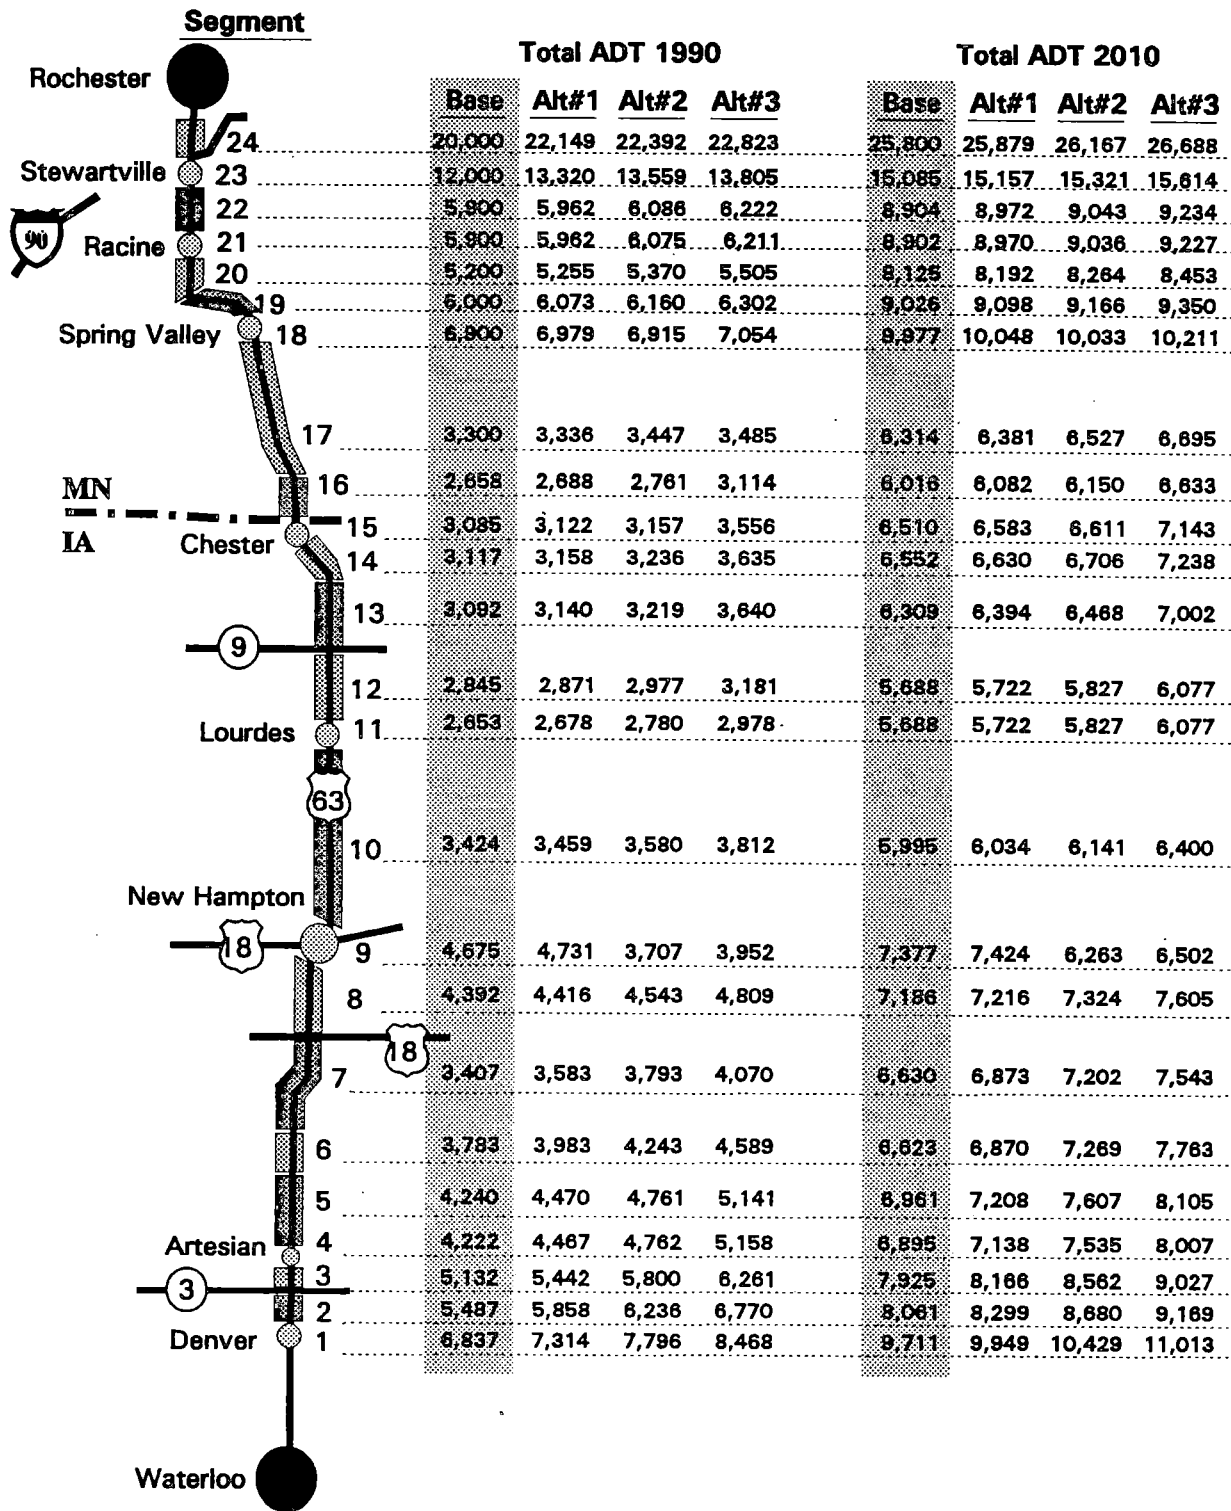 Segment
Total ADT 1990 Total ADT 2010
Rochester
Base Alt#1 Alt#2 Alt#3 Base Alt#1 Alt#2 Alt#3
24 20,000 22,149 22,392 22,823 25,800 25,879 26,167 26,688
Stewartville 23 12,000 13,320 13,559 13,805 15,085 15,157 15,321 15,614
22 5,900 5,962 6,086 6,222 8,904 8,972 9,043 9,234
90
Racine 21 5,900 5,962 6,075 6,211 8,902 8,970 9,036 9,227
20 5,200 5,255 5,370 5,505 8,125 8,192 8,264 8,453
19 6,000 6,073 6,160 6,302 9,026 9,098 9,166 9,350
Spring Valley 18 6,900 6,979 6,915 7,054 9,977 10,048 10,033 10,211
17 3,300 3,336 3,447 3,485 6,314 6,381 6,527 6,695
16 2,658 2,688 2,761 3,114 6,016 6,082 6,150 6,633
MN
15 3,085 3,122 3,157 3,556 6,510 6,583 6,611 7,143
IA
Chester
14 3,117 3,158 3,236 3,635 6,552 6,630 6,706 7,238
13 3,092 3,140 3,219 3,640 6,309 6,394 6,468 7,002
9
12 2,845 2,871 2,977 3,181 5,688 5,722 5,827 6,077
Lourdes 11 2,653 2,678 2,780 2,978 5,688 5,722 5,827 6,077
63
10 3,424 3,459 3,580 3,812 5,995 6,034 6,141 6,400
New Hampton
18 9 4,675 4,731 3,707 3,952 7,377 7,424 6,263 6,502
8 4,392 4,416 4,543 4,809 7,186 7,216 7,324 7,605
18
7 3,407 3,583 3,793 4,070 6,630 6,873 7,202 7,543
6 3,783 3,983 4,243 4,589 6,623 6,870 7,269 7,763
5 4,240 4,470 4,761 5,141 6,961 7,208 7,607 8,105
Artesian 4 4,222 4,467 4,762 5,158 6,895 7,138 7,535 8,007
3 3 5,132 5,442 5,800 6,261 7,925 8,166 8,562 9,027
2 5,487 5,858 6,236 6,770 8,061 8,299 8,680 9,169
Denver 1 6,837 7,314 7,796 8,468 9,711 9,949 10,429 11,013
Waterloo